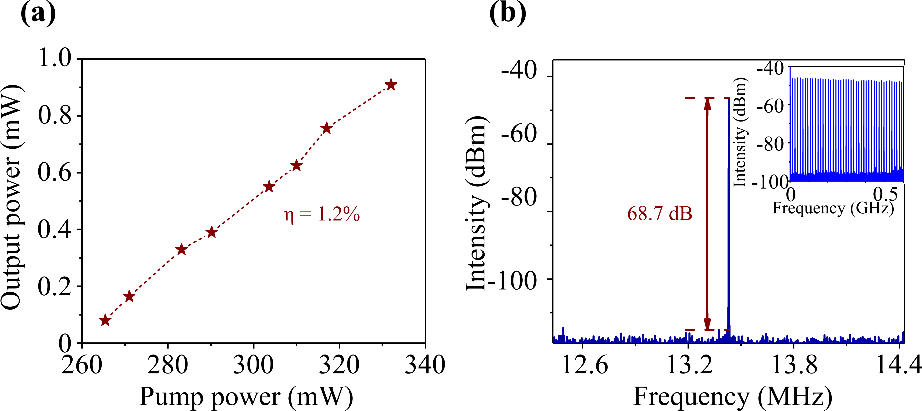 (a)
1.0
0.8
0.6
0.4
0.2
0
260
280
300
320
340
Output power (mW)
Pump power (mW)
η = 1.2%
(b)
-40
-60
-80
-100
12.6
13.2
13.8
14.4
Intensity (dBm)
Frequency (MHz)
68.7 dB
-40
-60
-80
-100
0
0.5
Intensity (dBm)
Frequency (GHz)